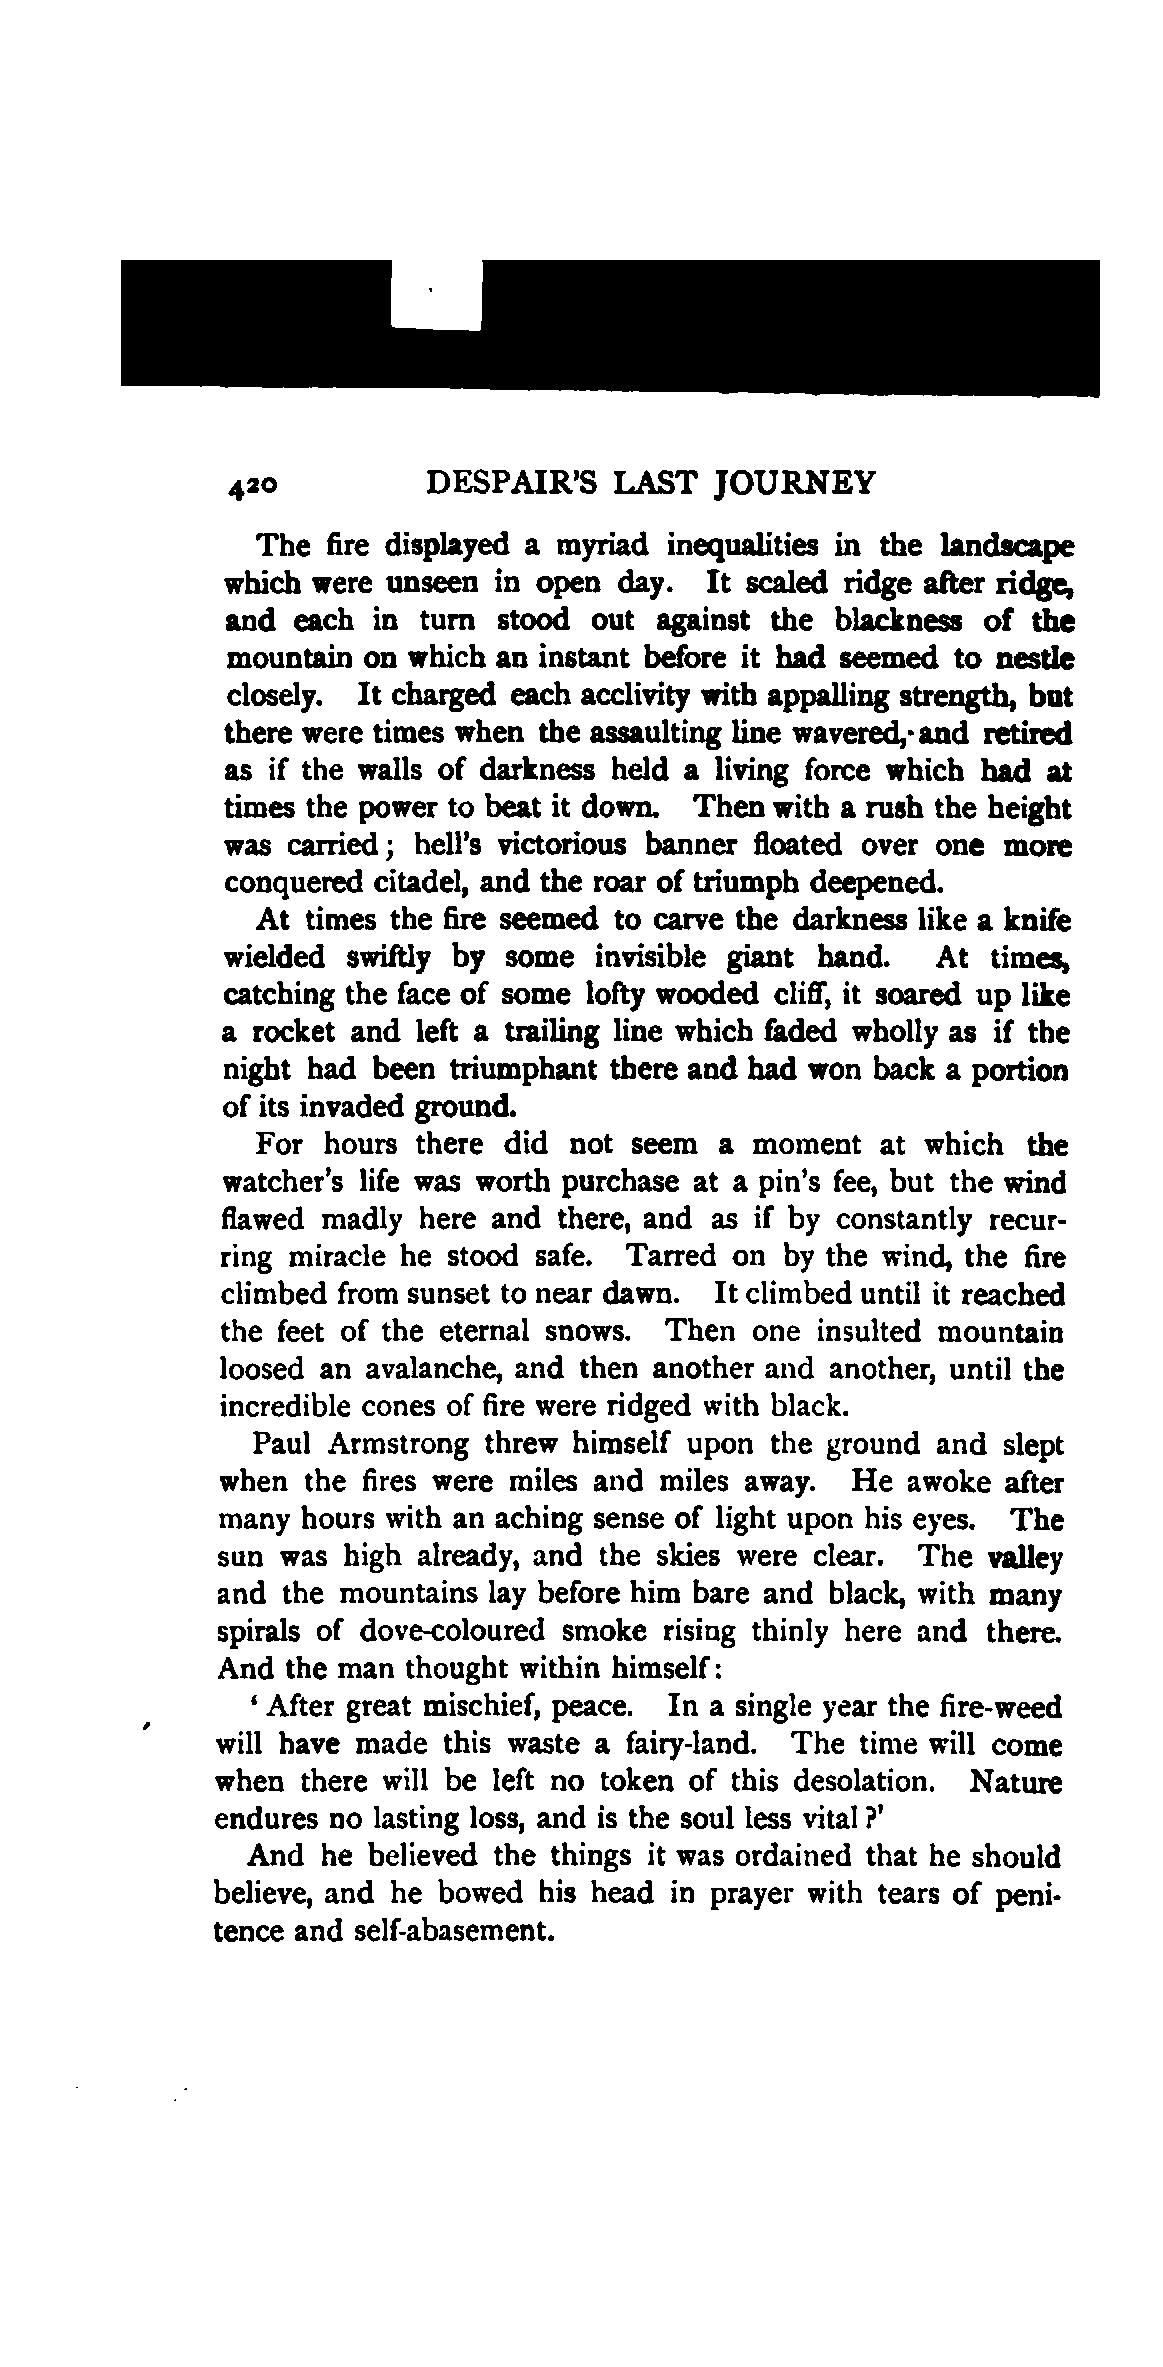 420 DESPAIR'S LAST JOURNEY
The fire displayed a myriad inequalities in the landscape
which were unseen in open day. It scaled ridge after ridge,
and each in turn stood out against the blackness of the
mountain on which an instant before it had seemed to nestle
closely. It charged each acclivity with appalling strength, but
there were times when the assaulting line wavered, and retired
as if the walls of darkness held a living force which had at
times the power to beat it down. Then with a rush the height
was carried; hell's victorious banner floated over one more
conquered citadel, and the roar of triumph deepened.
At times the fire seemed to carve the darkness like a knife
wielded swiftly by some invisible giant hand. At times,
catching the face of some lofty wooded cliff, it soared up like
a rocket and left a trailing line which faded wholly as if the
night had been triumphant there and had won back a portion
of its invaded ground.
For hours there did not seem a moment at which the
watcher's life was worth purchase at a pin's fee, but the wind
flawed madly here and there, and as if by constantly recur-
ring miracle he stood safe. Tarred on by the wind, the fire
climbed from sunset to near dawn. It climbed until it reached
the feet of the eternal snows. Then one insulted mountain
loosed an avalanche, and then another and another, until the
incredible cones of fire were ridged with black.
Paul Armstrong threw himself upon the ground and slept
when the fires were miles and miles away. He awoke after
many hours with an aching sense of light upon his eyes. The
sun was high already, and the skies were clear. The valley
and the mountains lay before him bare and black, with many
spirals of dove-coloured smoke rising thinly here and there.
And the man thought within himself:
‘After great mischief, peace. In a single year the fire-weed
will have made this waste a fairy-land. The time will come
when there will be left no token of this desolation. Nature
endures no lasting loss, and is the soul less vital?’
And he believed the things it was ordained that he should
believe, and he bowed his head in prayer with tears of peni-
tence and self-abasement.